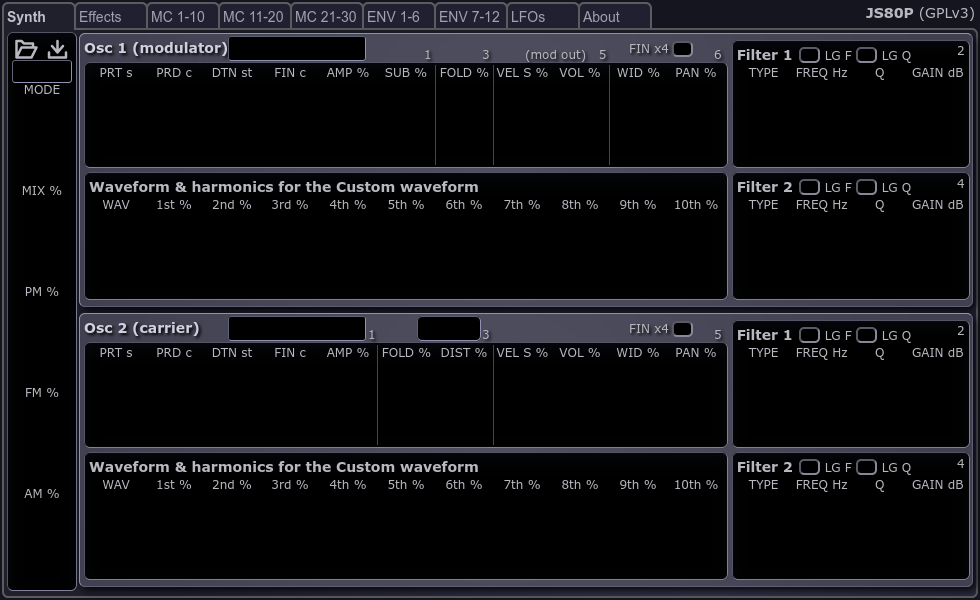 Synth Effects MC 1-10 MC 11-20 MC 21-30 ENV 1-6 ENV 7-12 LFOs About JS80P (GPLv3)
MODE
MIX %
PM %
FM %
AM %
Osc 1 (modulator) 1 3 (mod out) 5 FIN x4 6
PRT s PRD c DTN st FIN c AMP % SUB % FOLD % VEL S % VOL % WID % PAN %
Filter 1 LG F LG Q 2
TYPE FREQ Hz Q GAIN dB
Waveform & harmonics for the Custom waveform
WAV 1st % 2nd % 3rd % 4th % 5th % 6th % 7th % 8th % 9th % 10th %
Filter 2 LG F LG Q 4
TYPE FREQ Hz Q GAIN dB
Osc 2 (carrier) 1 3 FIN x4 5
PRT s PRD c DTN st FIN c AMP % FOLD % DIST % VEL S % VOL % WID % PAN %
Filter 1 LG F LG Q 2
TYPE FREQ Hz Q GAIN dB
Waveform & harmonics for the Custom waveform
WAV 1st % 2nd % 3rd % 4th % 5th % 6th % 7th % 8th % 9th % 10th %
Filter 2 LG F LG Q 4
TYPE FREQ Hz Q GAIN dB